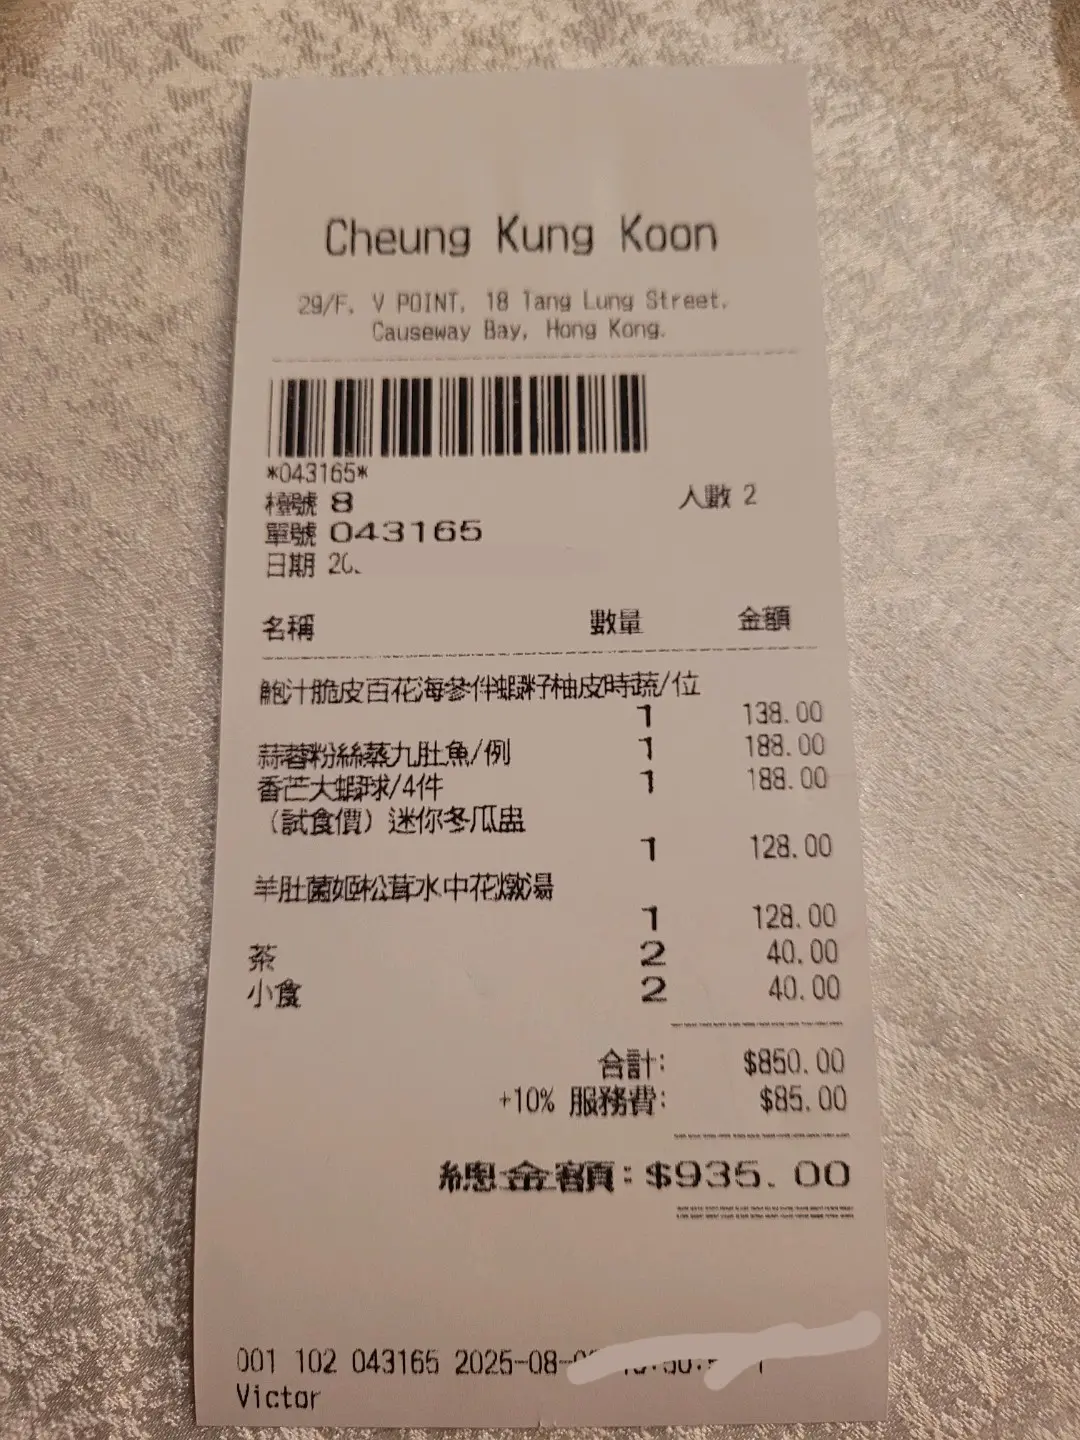 Cheung Kung Koon
29/F, V POINT, 18 Tang Lung Street,
Causeway Bay, Hong Kong.
*043165*
檯號 8 人數 2
單號 043165
日期 20
名稱 數量 金額
鮑汁脆皮百花海參伴蝦籽柚皮時蔬/位
1 138.00
蒜蓉粉絲蒸九肚魚/例 1 188.00
香芒大蝦球/4件 1 188.00
(試食價) 迷你冬瓜盅
1 128.00
羊肚菌姬松茸水中花燉湯
1 128.00
茶 2 40.00
小食 2 40.00
合計: $850.00
+10% 服務費: $85.00
總金額: $935.00
001 102 043165 2025-08-
Victor